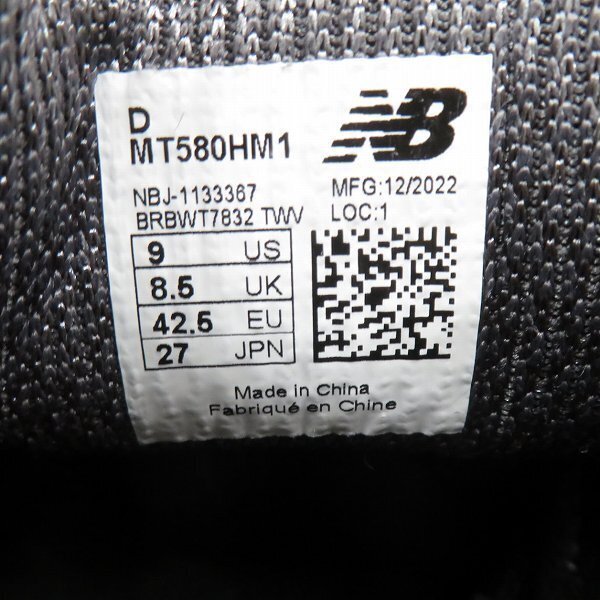 D
MT580HM1
NB
NBJ-1133367
BRBWT7832 TWV
MFG:12/2022
LOC:1
9 US
8.5 UK
42.5 EU
27 JPN
Made in China
Fabriqué en Chine